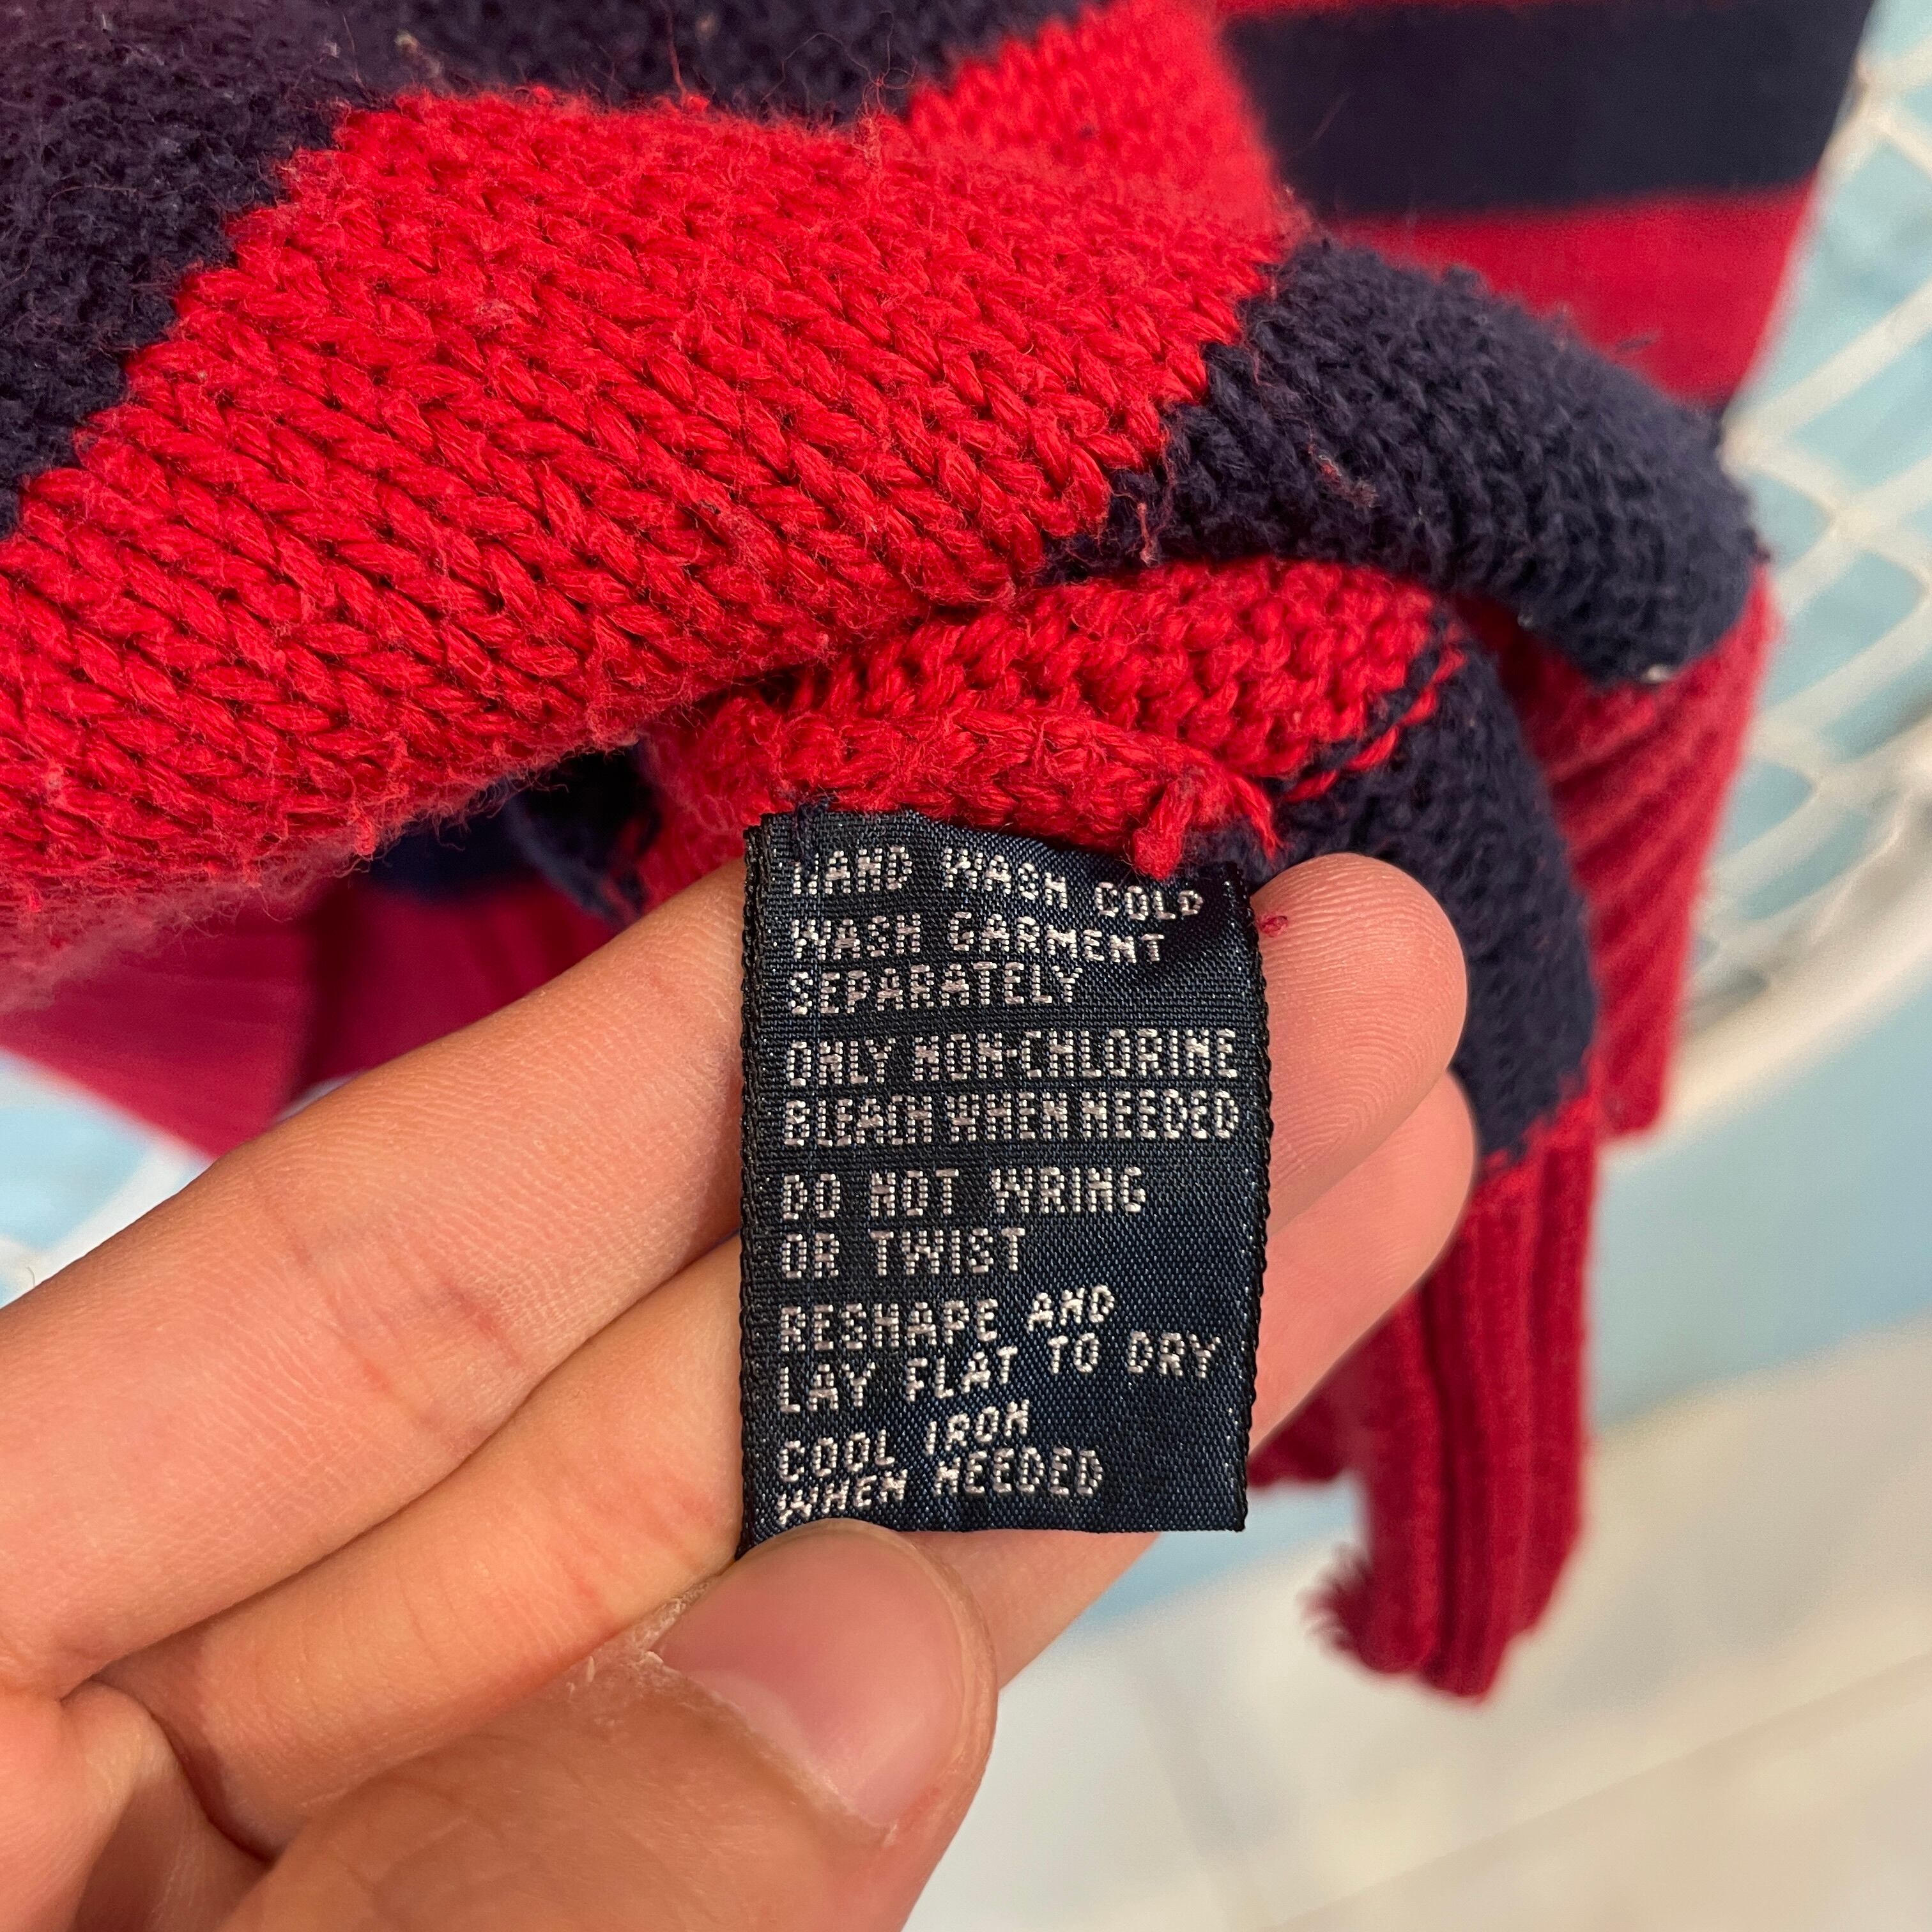 HAND WASH COLD
WASH GARMENT
SEPARATELY
ONLY NON-CHLORINE
BLEACH WHEN NEEDED
DO NOT WRING
OR TWIST
RESHAPE AND
LAY FLAT TO DRY
COOL IRON
WHEN NEEDED